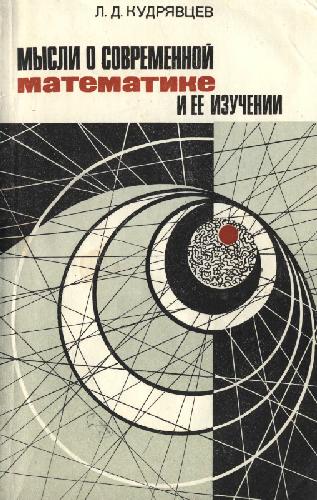 Л. Д. КУДРЯВЦЕВ
МЫСЛИ О СОВРЕМЕННОЙ
МАТЕМАТИКЕ
И ЕЕ ИЗУЧЕНИИ